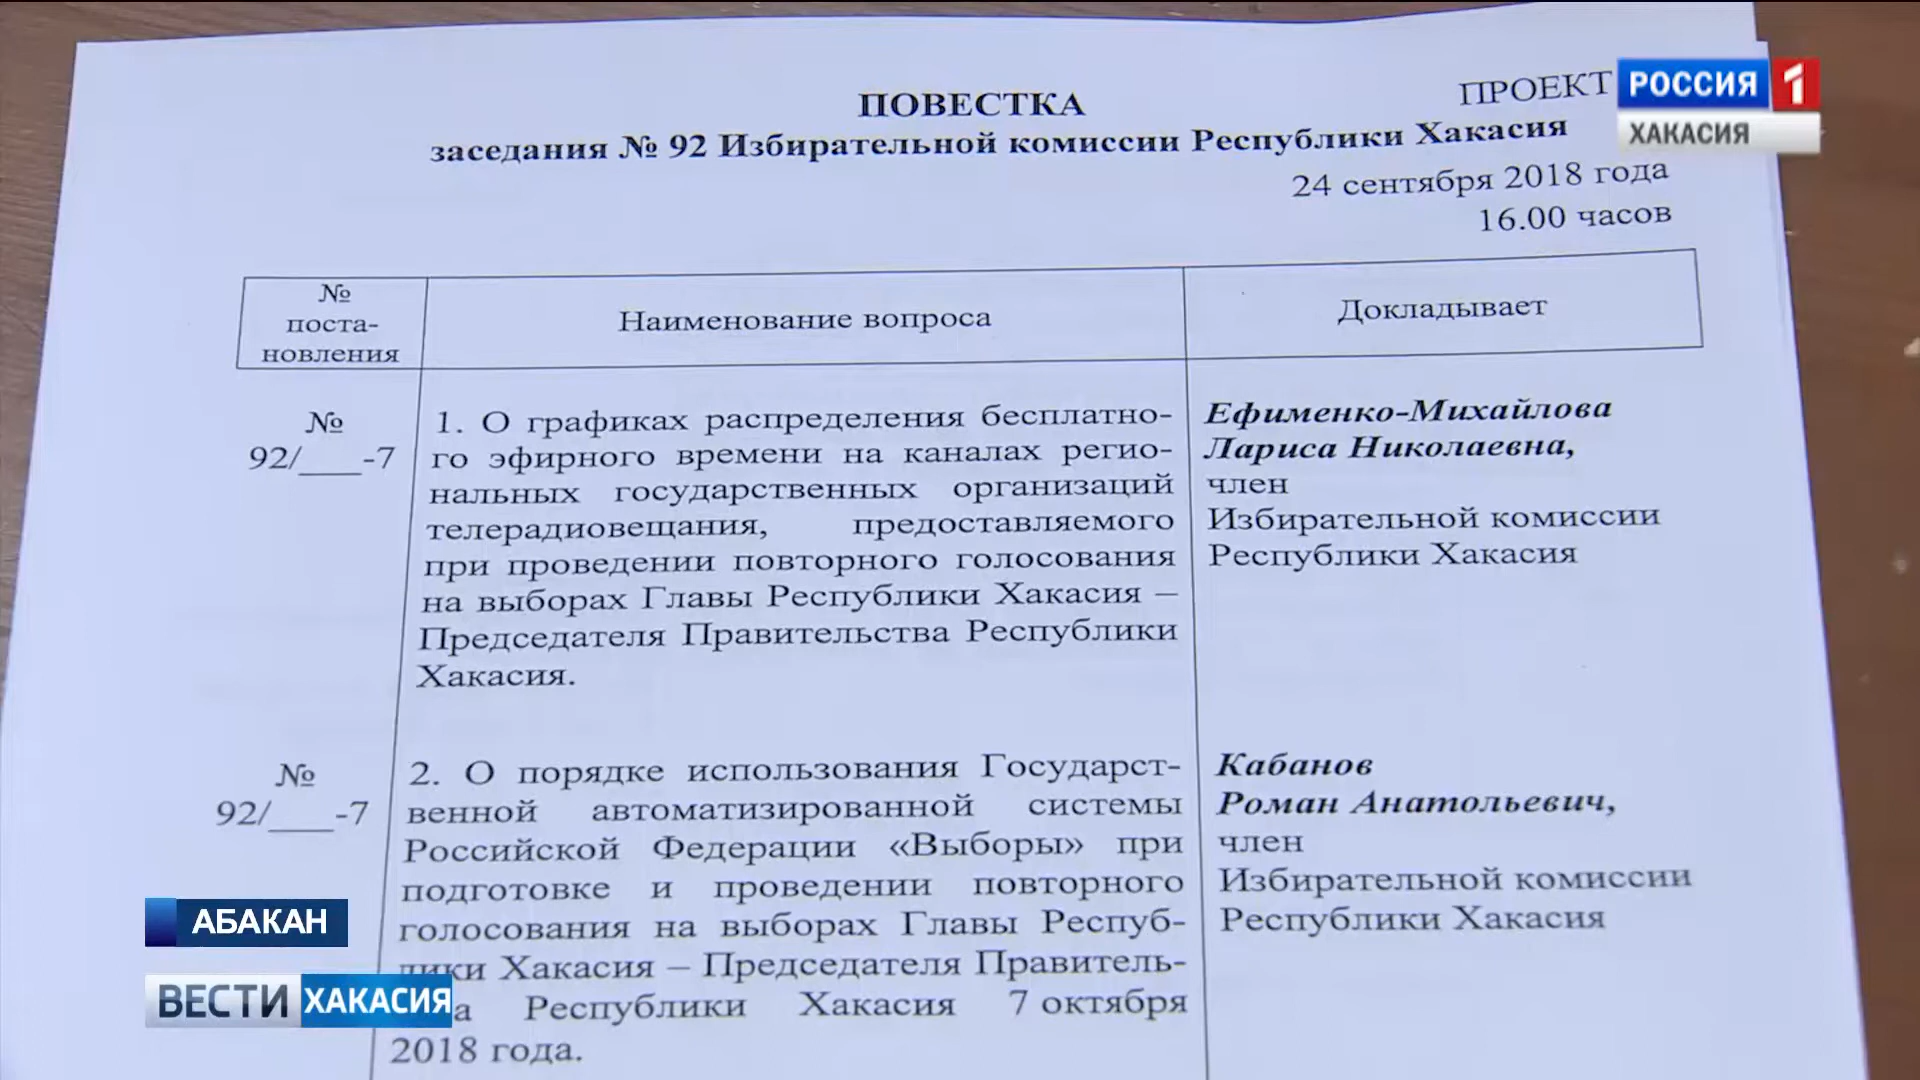 ПРОЕКТ
РОССИЯ 1
ХАКАСИЯ
ПОВЕСТКА
заседания № 92 Избирательной комиссии Республики Хакасия
24 сентября 2018 года
16.00 часов
№
поста-
новления
Наименование вопроса
Докладывает
№
92/___-7
1. О графиках распределения бесплатно-
го эфирного времени на каналах регио-
нальных государственных организаций
телерадиовещания, предоставляемого
при проведении повторного голосования
на выборах Главы Республики Хакасия –
Председателя Правительства Республики
Хакасия.
Ефименко-Михайлова
Лариса Николаевна,
член
Избирательной комиссии
Республики Хакасия
№
92/___-7
2. О порядке использования Государст-
венной автоматизированной системы
Российской Федерации «Выборы» при
подготовке и проведении повторного
голосования на выборах Главы Респуб-
лики Хакасия – Председателя Правитель-
а Республики Хакасия 7 октября
2018 года.
Кабанов
Роман Анатольевич,
член
Избирательной комиссии
Республики Хакасия
АБАКАН
ВЕСТИ ХАКАСИЯ